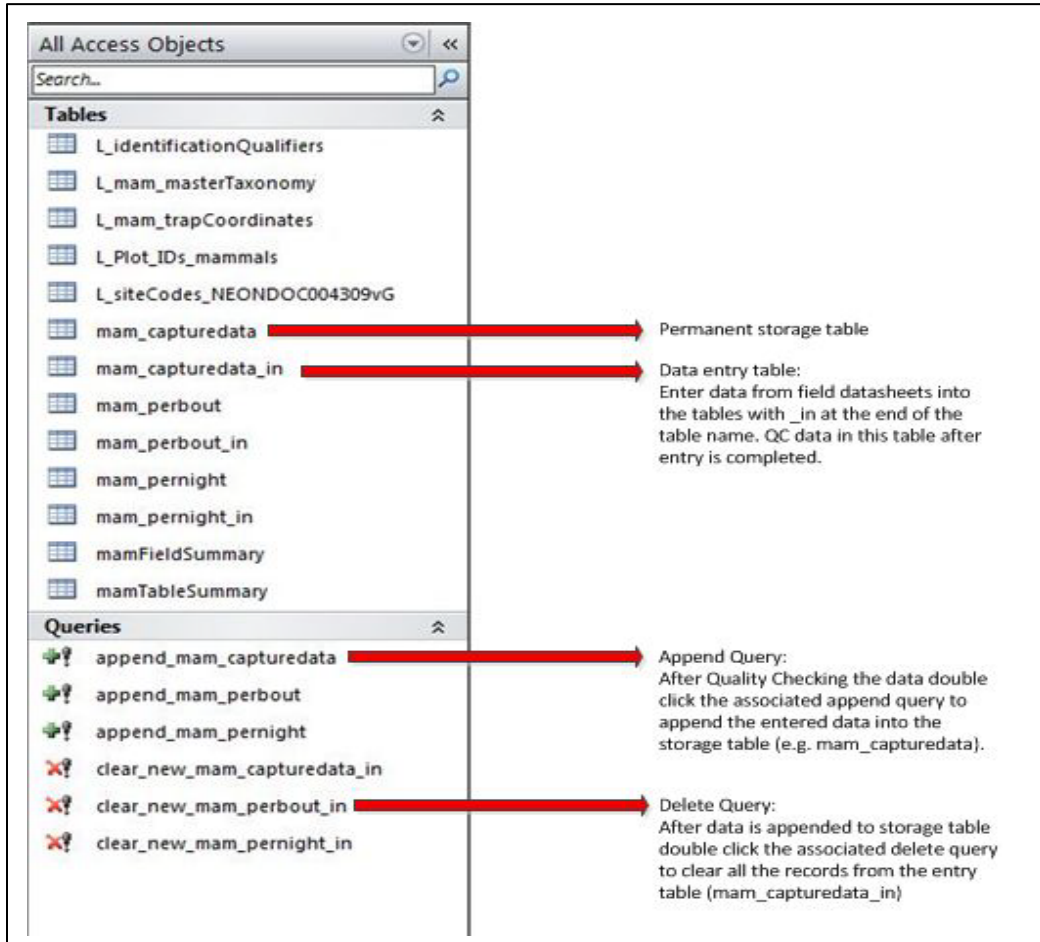 All Access Objects
Search...
Tables
L_identificationQualifiers
L_mam_masterTaxonomy
L_mam_trapCoordinates
L_Plot_IDs_mammals
L_siteCodes_NEONDOC004309vG
mam_capturedata
Permanent storage table
mam_capturedata_in
Data entry table:
Enter data from field datasheets into
the tables with _in at the end of the
table name. QC data in this table after
entry is completed.
mam_perbout
mam_perbout_in
mam_pernight
mam_pernight_in
mamFieldSummary
mamTableSummary
Queries
append_mam_capturedata
Append Query:
After Quality Checking the data double
click the associated append query to
append the entered data into the
storage table (e.g. mam_capturedata).
append_mam_perbout
append_mam_pernight
clear_new_mam_capturedata_in
clear_new_mam_perbout_in
Delete Query:
After data is appended to storage table
double click the associated delete query
to clear all the records from the entry
table (mam_capturedata_in)
clear_new_mam_pernight_in